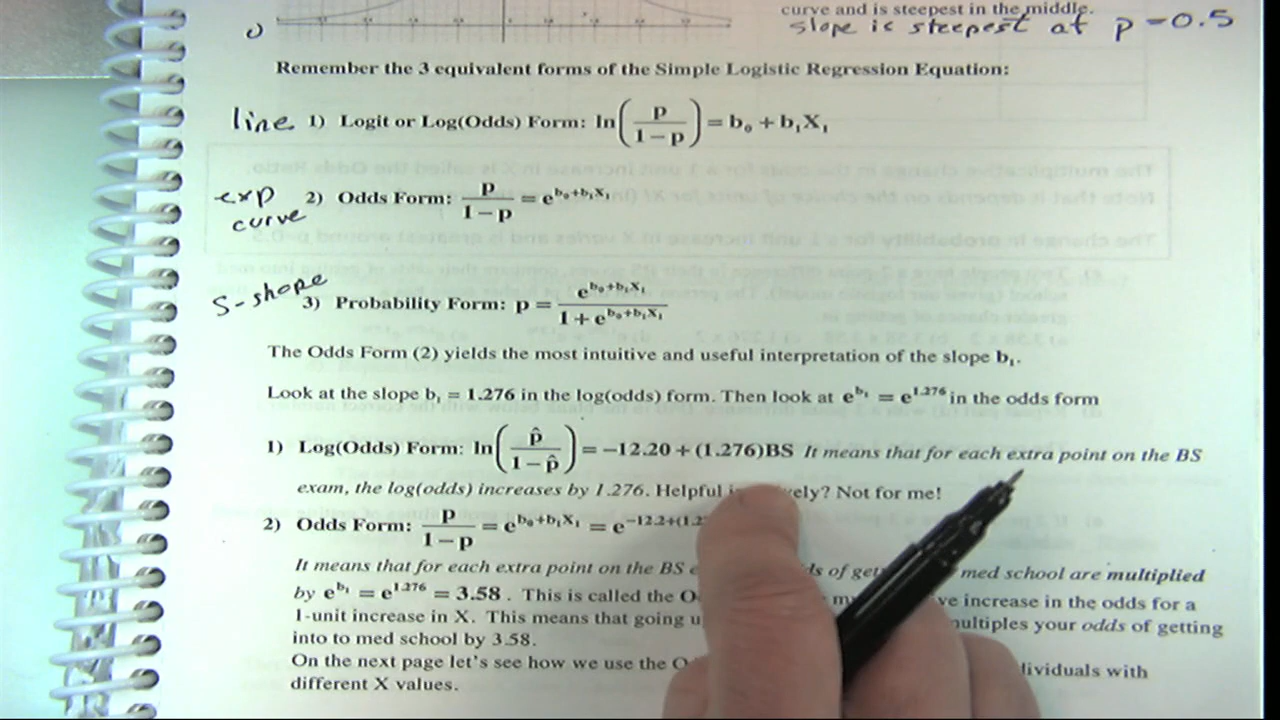 curve and is steepest in the middle.
slope is steepest at p = 0.5
Remember the 3 equivalent forms of the Simple Logistic Regression Equation:
line 1) Logit or Log(Odds) Form: ln(p/(1−p)) = b₀ + b₁X₁
exp curve 2) Odds Form: p/(1−p) = e^(b₀+b₁X₁)
S-shape 3) Probability Form: p = e^(b₀+b₁X₁)/(1+e^(b₀+b₁X₁))
The Odds Form (2) yields the most intuitive and useful interpretation of the slope b₁.
Look at the slope b₁ = 1.276 in the log(odds) form. Then look at e^(b₁) = e^(1.276) in the odds form
1) Log(Odds) Form: ln(p̂/(1−p̂)) = −12.20 + (1.276)BS It means that for each extra point on the BS
exam, the log(odds) increases by 1.276. Helpful Not for me!
2) Odds Form: p/(1−p) = e^(b₀+b₁X₁) = e^(−12.2+(1.2
It means that for each extra point on the BS of med school are multiplied
by e^(b₁) = e^(1.276) = 3.58 . This is called the increase in the odds for a
1-unit increase in X. This means that going your odds of getting
into to med school by 3.58.
On the next page let's see how we use the with
different X values.